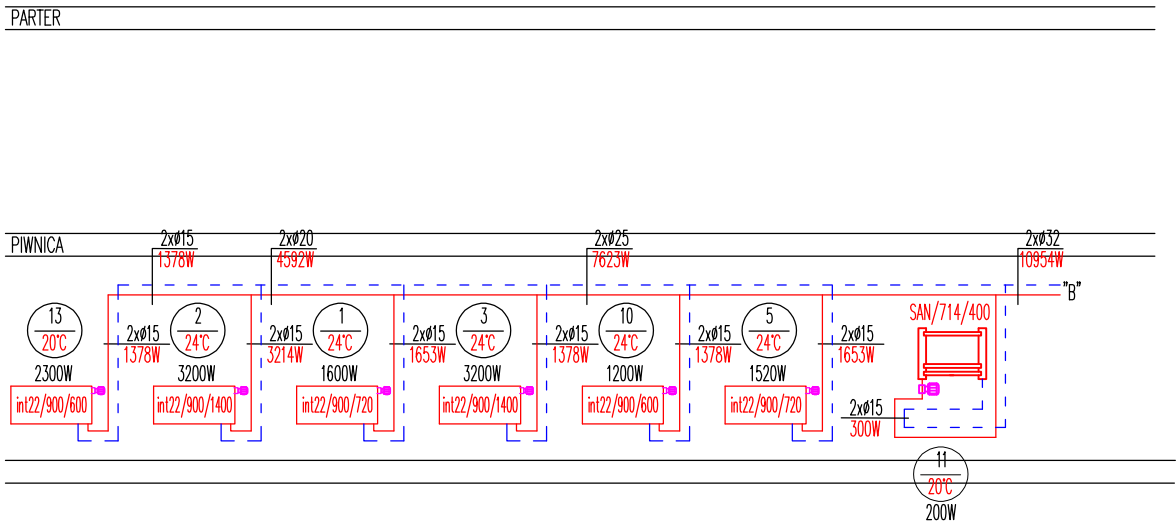 PARTER
PIWNICA
2xø15
1378W
2xø20
4592W
2xø25
7623W
2xø32
10954W
"B"
13
20°C
2300W
int22/900/600
2xø15
1378W
2
24°C
3200W
int22/900/1400
2xø15
3214W
1
24°C
1600W
int22/900/720
2xø15
1653W
3
24°C
3200W
int22/900/1400
2xø15
1378W
10
24°C
1200W
int22/900/600
2xø15
1378W
5
24°C
1520W
int22/900/720
2xø15
1653W
SAN/714/400
2xø15
300W
11
20°C
200W